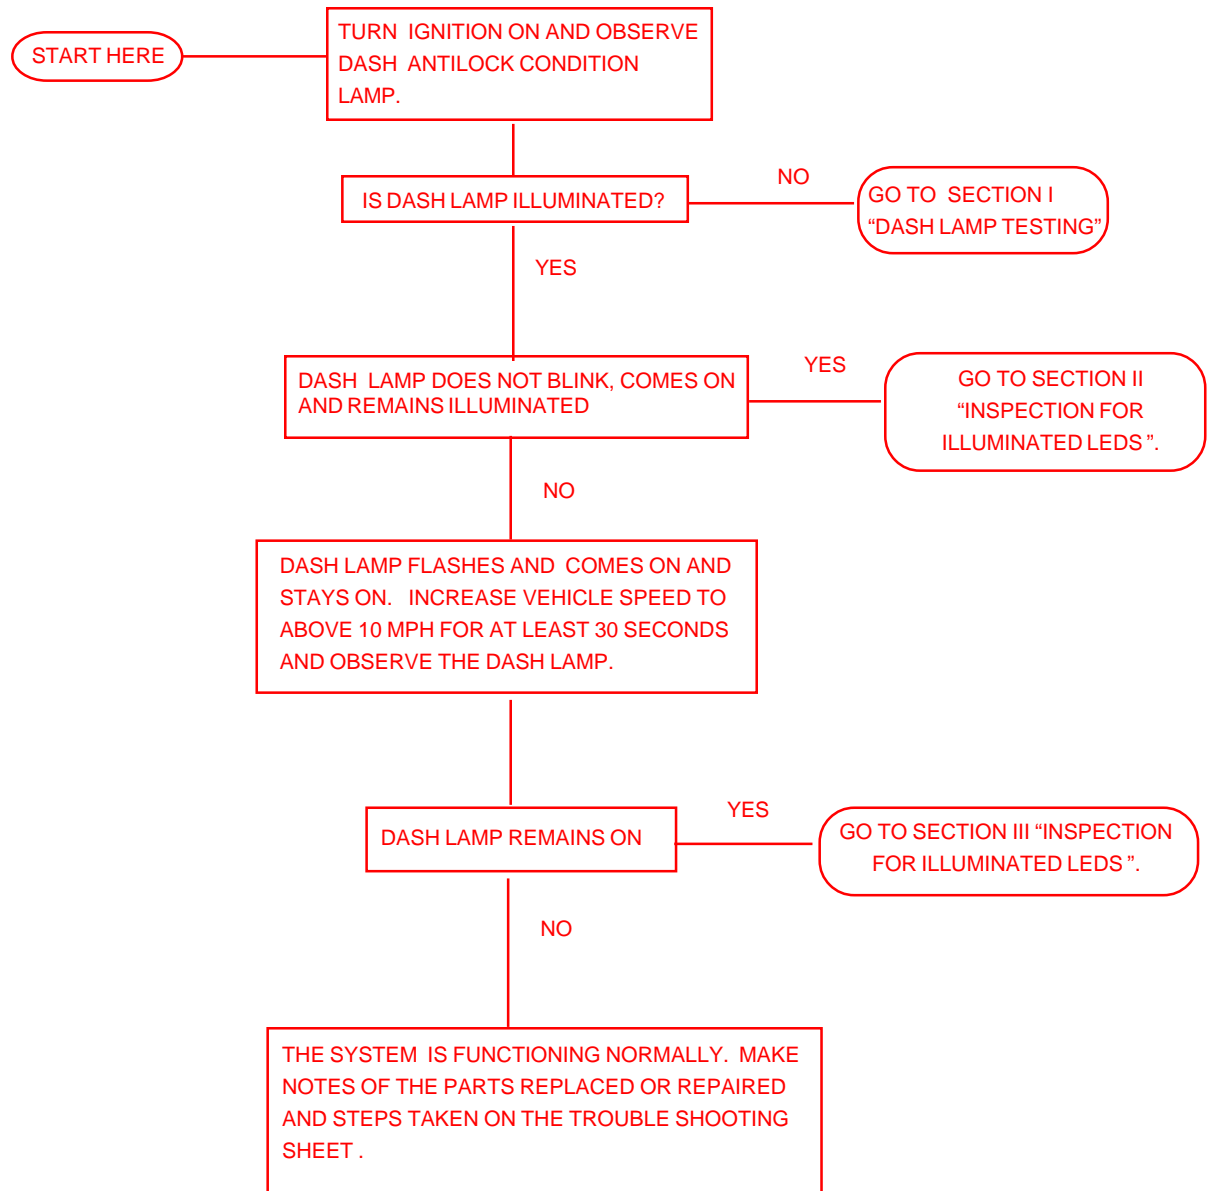 START HERE
TURN IGNITION ON AND OBSERVE
DASH ANTILOCK CONDITION
LAMP.
IS DASH LAMP ILLUMINATED?
NO
GO TO SECTION I
“DASH LAMP TESTING”
YES
DASH LAMP DOES NOT BLINK, COMES ON
AND REMAINS ILLUMINATED
YES
GO TO SECTION II
“INSPECTION FOR
ILLUMINATED LEDS ”.
NO
DASH LAMP FLASHES AND COMES ON AND
STAYS ON. INCREASE VEHICLE SPEED TO
ABOVE 10 MPH FOR AT LEAST 30 SECONDS
AND OBSERVE THE DASH LAMP.
DASH LAMP REMAINS ON
YES
GO TO SECTION III “INSPECTION
FOR ILLUMINATED LEDS ”.
NO
THE SYSTEM IS FUNCTIONING NORMALLY. MAKE
NOTES OF THE PARTS REPLACED OR REPAIRED
AND STEPS TAKEN ON THE TROUBLE SHOOTING
SHEET .